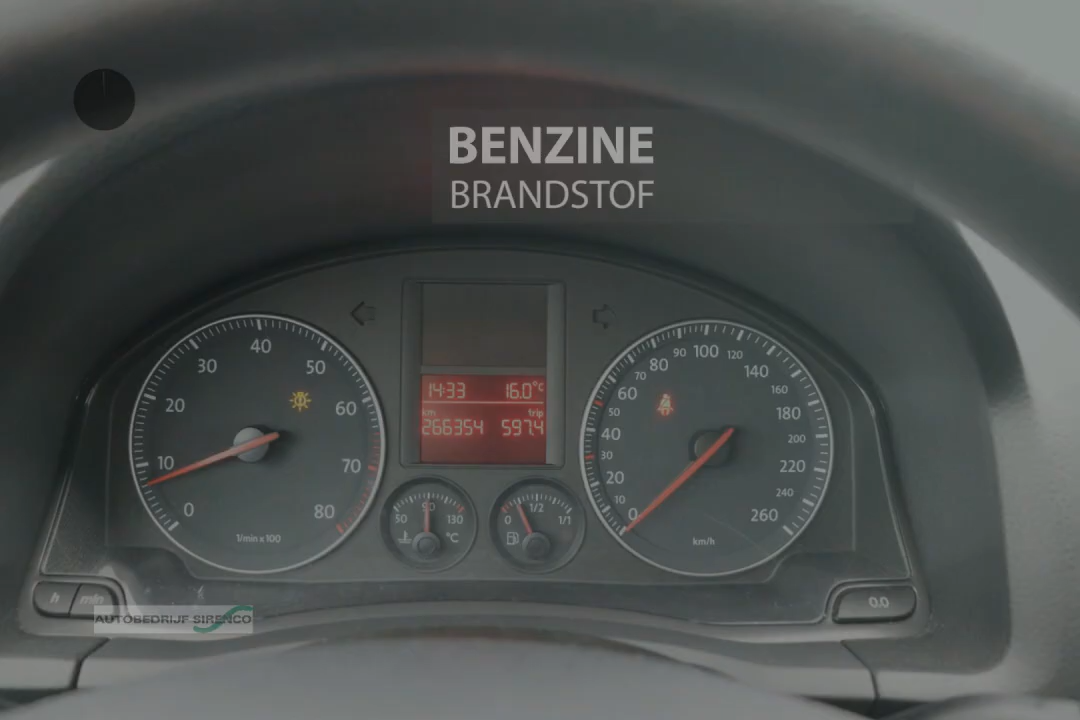 BENZINE
BRANDSTOF
14:33 16.0°C
km trip
266354 597.4
0 10 20 30 40 50 60 70 80
1/min x 100
50 90 130
°C
0 1/2 1/1
0 10 20 30 40 50 60 70 80 90 100 120 140 160 180 200 220 240 260
km/h
h min
0.0
AUTOBEDRIJF SIRENCO